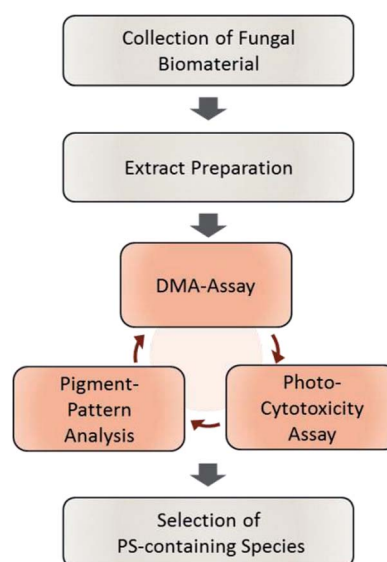 Collection of Fungal
Biomaterial
Extract Preparation
DMA-Assay
Pigment-
Pattern
Analysis
Photo-
Cytotoxicity
Assay
Selection of
PS-containing Species